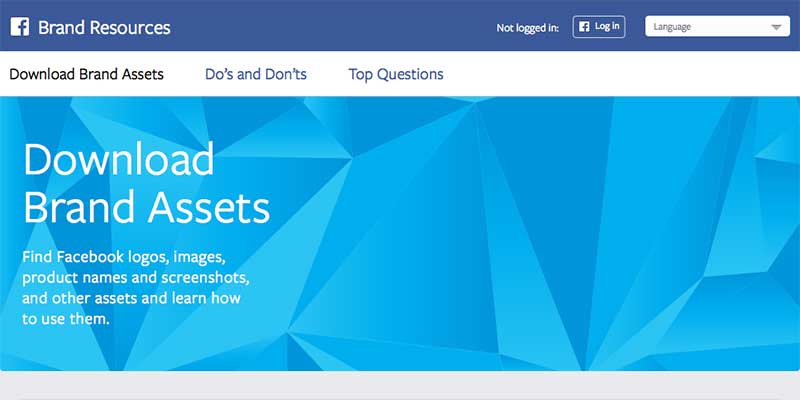 Brand Resources
Not logged in:
Log in
Language
Download Brand Assets
Do’s and Don’ts
Top Questions
Download
Brand Assets
Find Facebook logos, images,
product names and screenshots,
and other assets and learn how
to use them.